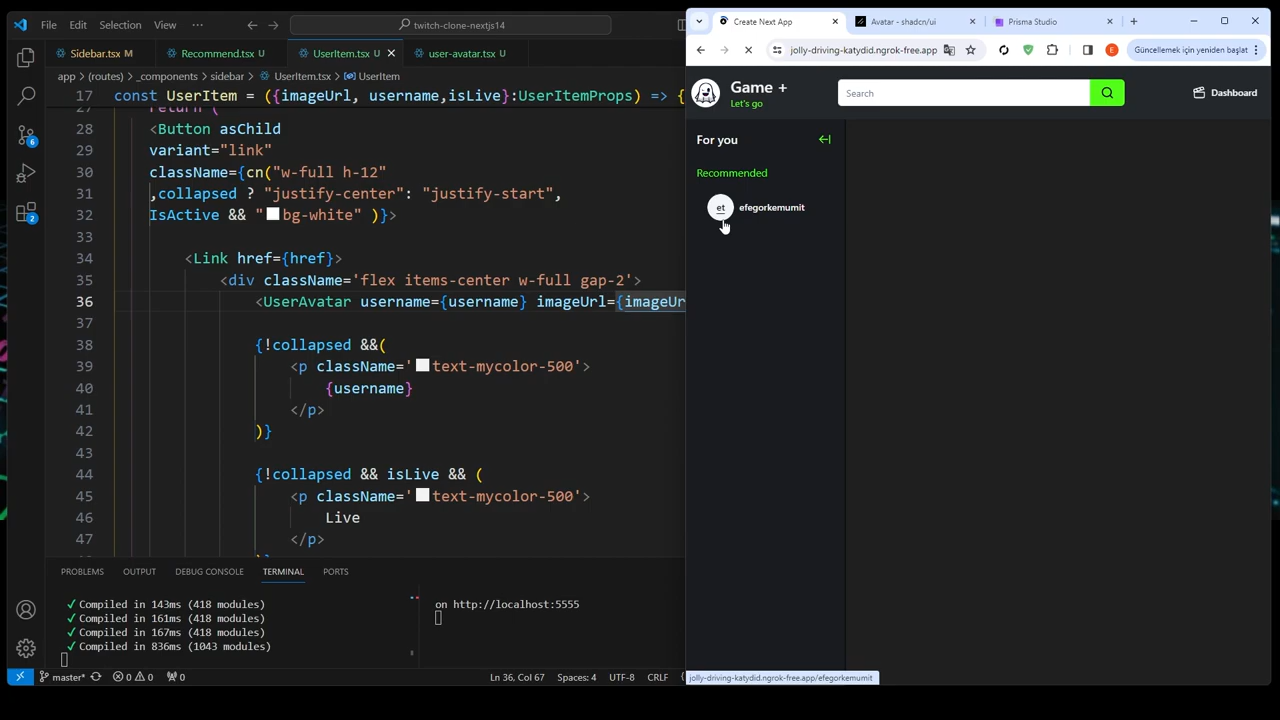 File Edit Selection View ··· twitch-clone-nextjs14
Sidebar.tsx M Recommend.tsx U UserItem.tsx U user-avatar.tsx U
app > (routes) > _components > sidebar > UserItem.tsx > UserItem
17 const UserItem = ({imageUrl, username,isLive}:UserItemProps) => {
27 return (
28 <Button asChild
29 variant="link"
30 className={cn("w-full h-12"
31 ,collapsed ? "justify-center": "justify-start",
32 IsActive && "bg-white" )}>
33
34 <Link href={href}>
35 <div className='flex items-center w-full gap-2'>
36 <UserAvatar username={username} imageUrl={imageUr
37
38 {!collapsed &&(
39 <p className='text-mycolor-500'>
40 {username}
41 </p>
42 )}
43
44 {!collapsed && isLive && (
45 <p className='text-mycolor-500'>
46 Live
47 </p>
PROBLEMS OUTPUT DEBUG CONSOLE TERMINAL PORTS
✓ Compiled in 143ms (418 modules)
✓ Compiled in 161ms (418 modules)
✓ Compiled in 167ms (418 modules)
✓ Compiled in 836ms (1043 modules)
on http://localhost:5555
6
2
master* 0 0 0 Ln 36, Col 67 Spaces: 4 UTF-8 CRLF
Create Next App Avatar - shadcn/ui Prisma Studio
jolly-driving-katydid.ngrok-free.app E Güncellemek için yeniden başlat
Game +
Let's go
Search
Dashboard
For you
Recommended
et efegorkemumit
jolly-driving-katydid.ngrok-free.app/efegorkemumit